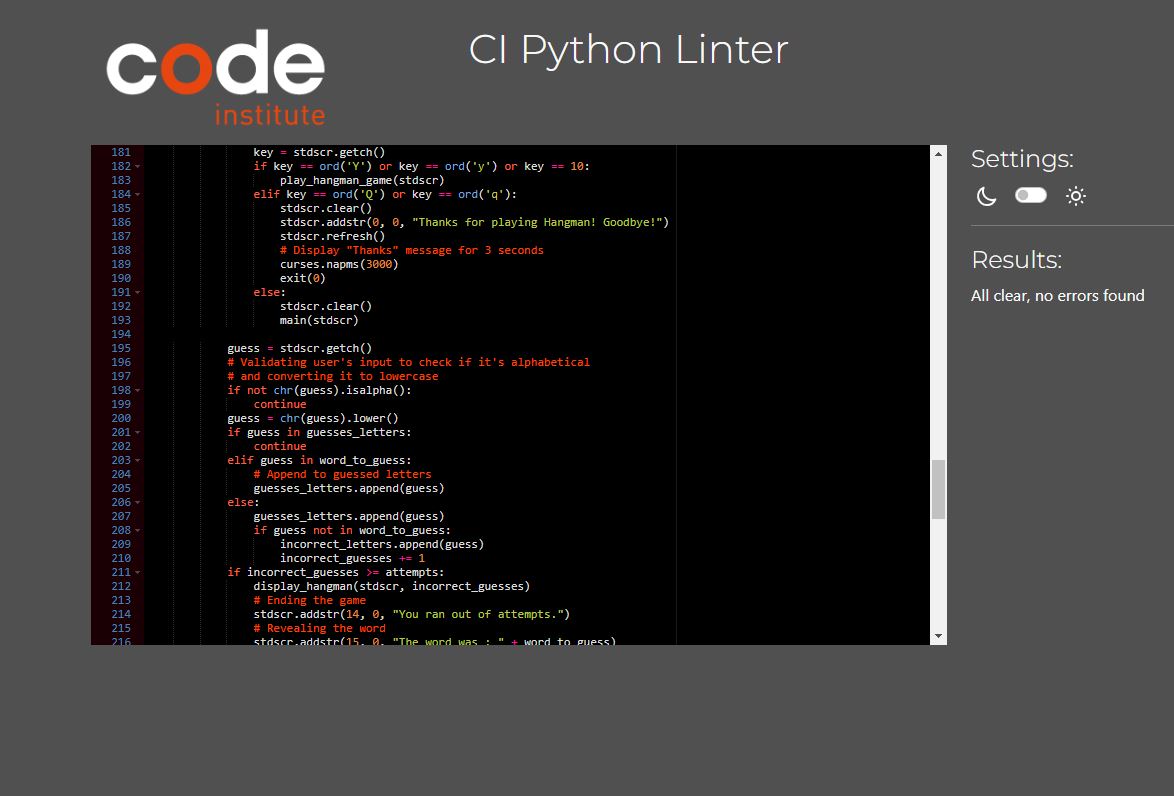 code
institute
CI Python Linter
181 key = stdscr.getch()
182 if key == ord('Y') or key == ord('y') or key == 10:
183 play_hangman_game(stdscr)
184 elif key == ord('Q') or key == ord('q'):
185 stdscr.clear()
186 stdscr.addstr(0, 0, "Thanks for playing Hangman! Goodbye!")
187 stdscr.refresh()
188 # Display "Thanks" message for 3 seconds
189 curses.napms(3000)
190 exit(0)
191 else:
192 stdscr.clear()
193 main(stdscr)
194
195 guess = stdscr.getch()
196 # Validating user's input to check if it's alphabetical
197 # and converting it to lowercase
198 if not chr(guess).isalpha():
199 continue
200 guess = chr(guess).lower()
201 if guess in guesses_letters:
202 continue
203 elif guess in word_to_guess:
204 # Append to guessed letters
205 guesses_letters.append(guess)
206 else:
207 guesses_letters.append(guess)
208 if guess not in word_to_guess:
209 incorrect_letters.append(guess)
210 incorrect_guesses += 1
211 if incorrect_guesses >= attempts:
212 display_hangman(stdscr, incorrect_guesses)
213 # Ending the game
214 stdscr.addstr(14, 0, "You ran out of attempts.")
215 # Revealing the word
216 stdscr.addstr(15, 0, "The word was : " + word_to_guess)
Settings:
Results:
All clear, no errors found